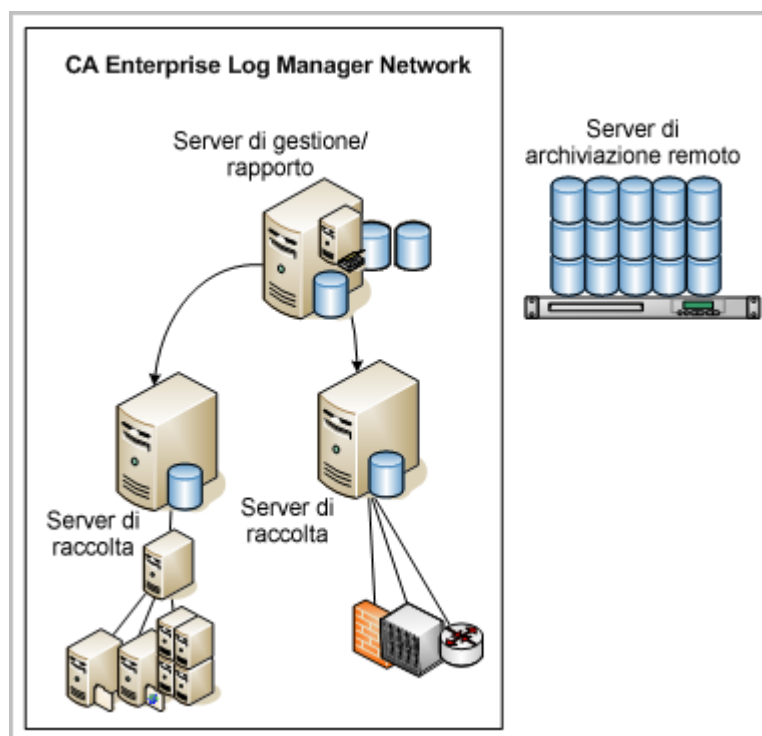 CA Enterprise Log Manager Network
Server di gestione/
rapporto
Server di
archiviazione remoto
Server di
raccolta
Server di
raccolta